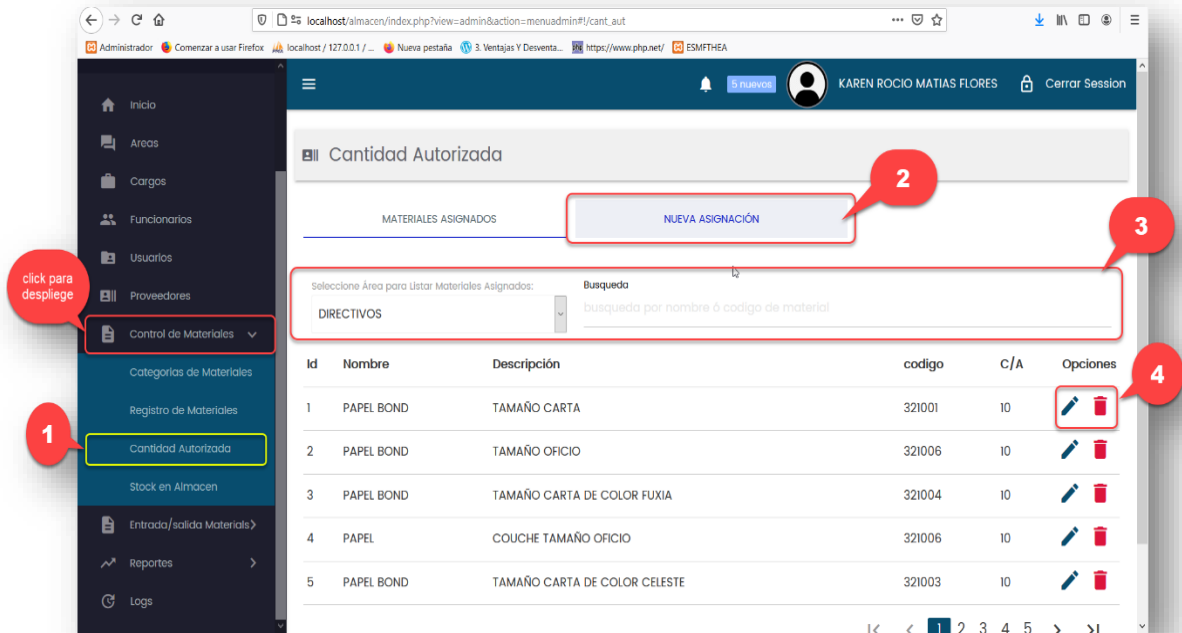 localhost/almacen/index.php?view=admin&action=menuadmin#!/cant_aut
Administrador
Comenzar a usar Firefox
localhost / 127.0.0.1 / ...
Nueva pestaña
3. Ventajas Y Desventa...
https://www.php.net/
ESMFTHEA
5 nuevos
KAREN ROCIO MATIAS FLORES
Cerrar Session
Inicio
Areas
Cargos
Funcionarios
Usuarios
Proveedores
Control de Materiales
Categorias de Materiales
Registro de Materiales
Cantidad Autorizada
Stock en Almacen
Entrada/salida Materials
Reportes
Logs
click para
despliege
1
Cantidad Autorizada
2
MATERIALES ASIGNADOS
NUEVA ASIGNACIÓN
3
Seleccione Área para Listar Materiales Asignados:
DIRECTIVOS
Busqueda
busqueda por nombre ó codigo de material
Id Nombre Descripción codigo C/A Opciones
4
1 PAPEL BOND TAMAÑO CARTA 321001 10
2 PAPEL BOND TAMAÑO OFICIO 321006 10
3 PAPEL BOND TAMAÑO CARTA DE COLOR FUXIA 321004 10
4 PAPEL COUCHE TAMAÑO OFICIO 321006 10
5 PAPEL BOND TAMAÑO CARTA DE COLOR CELESTE 321003 10
1 2 3 4 5